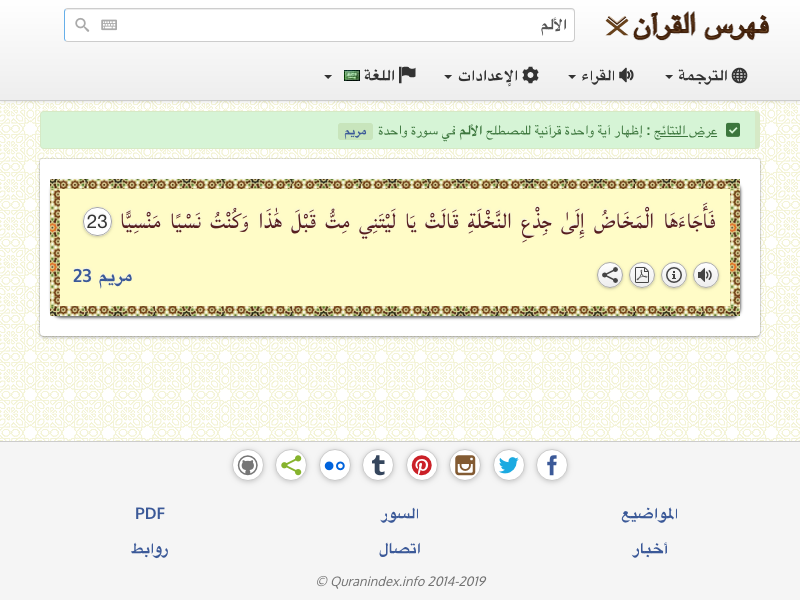 فهرس القرآن
الألم
الترجمة القراء الإعدادات اللغة
عرض النتائج : إظهار آية واحدة قرآنية للمصطلح الألم في سورة واحدة مريم
فَأَجَاءَهَا الْمَخَاضُ إِلَىٰ جِذْعِ النَّخْلَةِ قَالَتْ يَا لَيْتَنِي مِتُّ قَبْلَ هَٰذَا وَكُنْتُ نَسْيًا مَنْسِيًّا 23
مريم 23
المواضيع السور PDF
أخبار اتصال روابط
© Quranindex.info 2014-2019